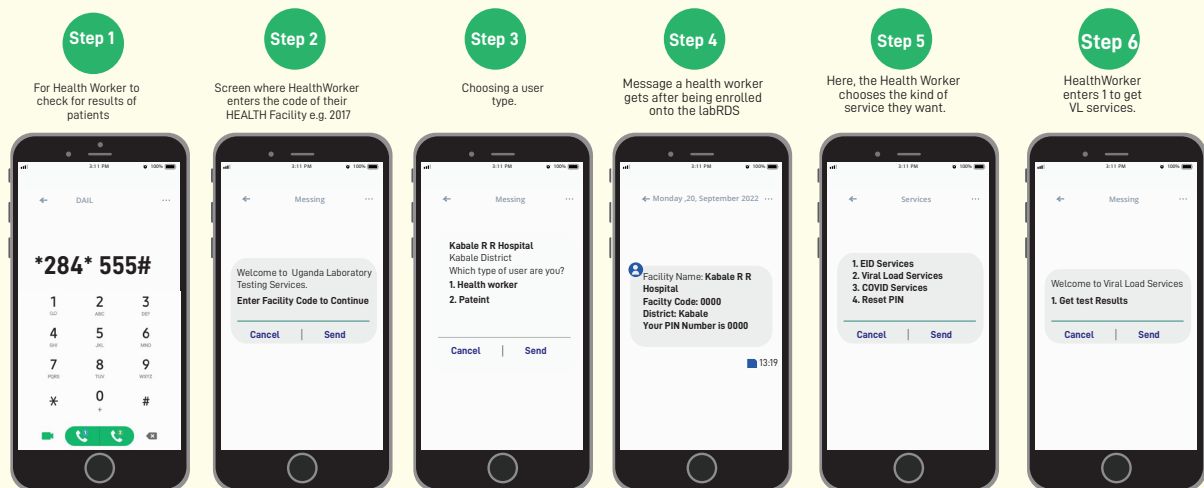 Step 1
For Health Worker to
check for results of
patients
3:11 PM
100%
DAIL
*284* 555#
1
2
ABC
3
DEF
4
GHI
5
JKL
6
MNO
7
PQRS
8
TUV
9
WXYZ
*
0
+
#
Step 2
Screen where HealthWorker
enters the code of their
HEALTH Facility e.g. 2017
3:11 PM
100%
Messing
Welcome to Uganda Laboratory
Testing Services.
Enter Facility Code to Continue
Cancel | Send
Step 3
Choosing a user
type.
3:11 PM
100%
Messing
Kabale R R Hospital
Kabale District
Which type of user are you?
1. Health worker
2. Pateint
Cancel | Send
Step 4
Message a health worker
gets after being enrolled
onto the labRDS
3:11 PM
100%
Monday ,20, September 2022
Facility Name: Kabale R R
Hospital
Facilty Code: 0000
District: Kabale
Your PIN Number is 0000
13:19
Step 5
Here, the Health Worker
chooses the kind of
service they want.
3:11 PM
100%
Services
1. EID Services
2. Viral Load Services
3. COVID Services
4. Reset PIN
Cancel | Send
Step 6
HealthWorker
enters 1 to get
VL services.
3:11 PM
100%
Messing
Welcome to Viral Load Services
1. Get test Results
Cancel | Send